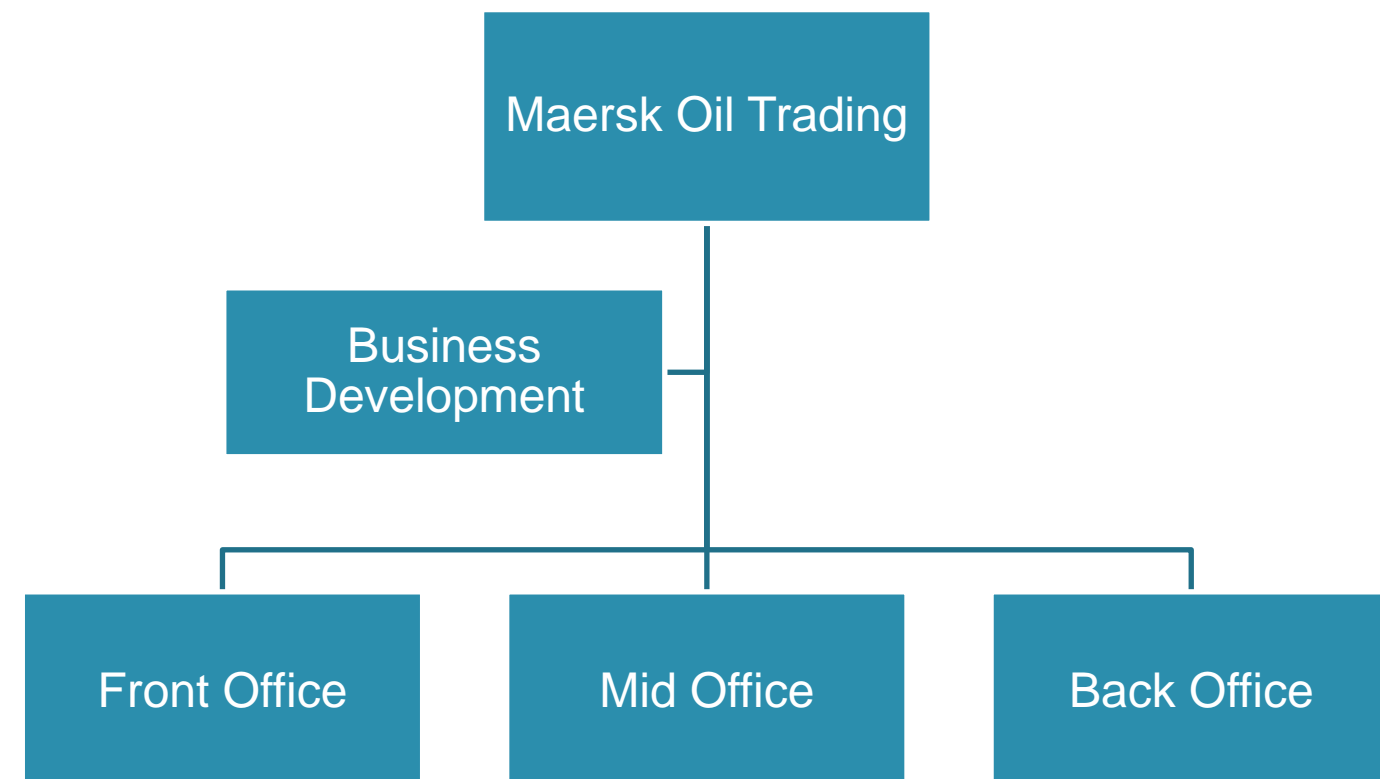 Maersk Oil Trading
Business
Development
Front Office
Mid Office
Back Office